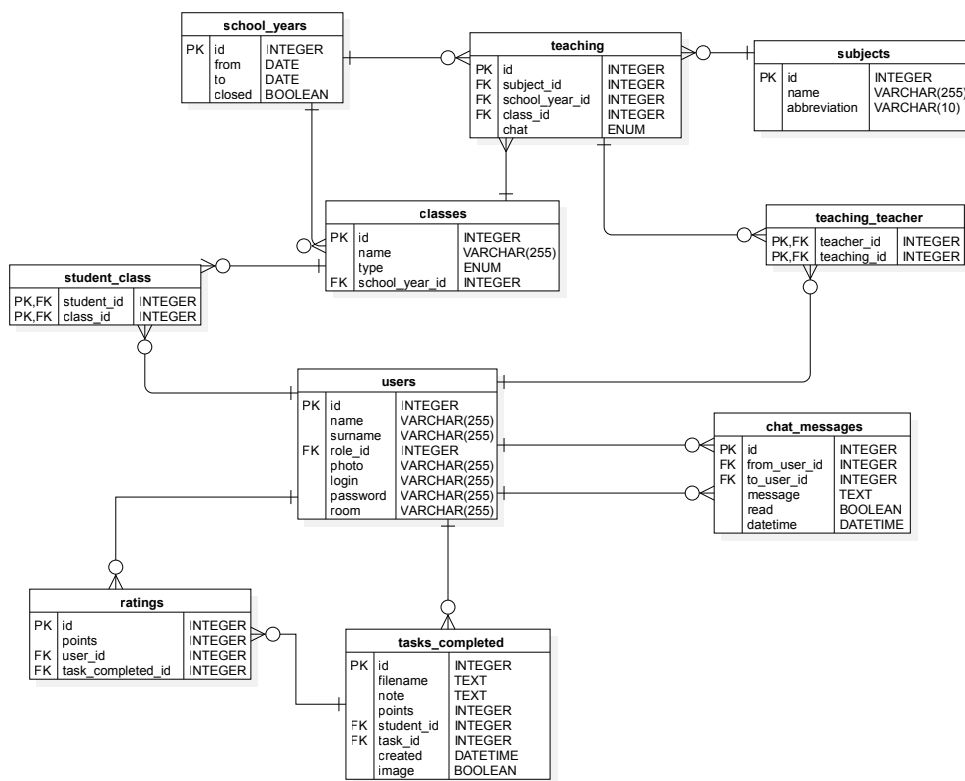 school_years
PK id INTEGER
from DATE
to DATE
closed BOOLEAN
teaching
PK id INTEGER
FK subject_id INTEGER
FK school_year_id INTEGER
FK class_id INTEGER
chat ENUM
subjects
PK id INTEGER
name VARCHAR(255)
abbreviation VARCHAR(10)
classes
PK id INTEGER
name VARCHAR(255)
type ENUM
FK school_year_id INTEGER
teaching_teacher
PK,FK teacher_id INTEGER
PK,FK teaching_id INTEGER
student_class
PK,FK student_id INTEGER
PK,FK class_id INTEGER
users
PK id INTEGER
name VARCHAR(255)
surname VARCHAR(255)
FK role_id INTEGER
photo VARCHAR(255)
login VARCHAR(255)
password VARCHAR(255)
room VARCHAR(255)
chat_messages
PK id INTEGER
FK from_user_id INTEGER
FK to_user_id INTEGER
message TEXT
read BOOLEAN
datetime DATETIME
ratings
PK id INTEGER
points INTEGER
FK user_id INTEGER
FK task_completed_id INTEGER
tasks_completed
PK id INTEGER
filename TEXT
note TEXT
points INTEGER
FK student_id INTEGER
FK task_id INTEGER
created DATETIME
image BOOLEAN